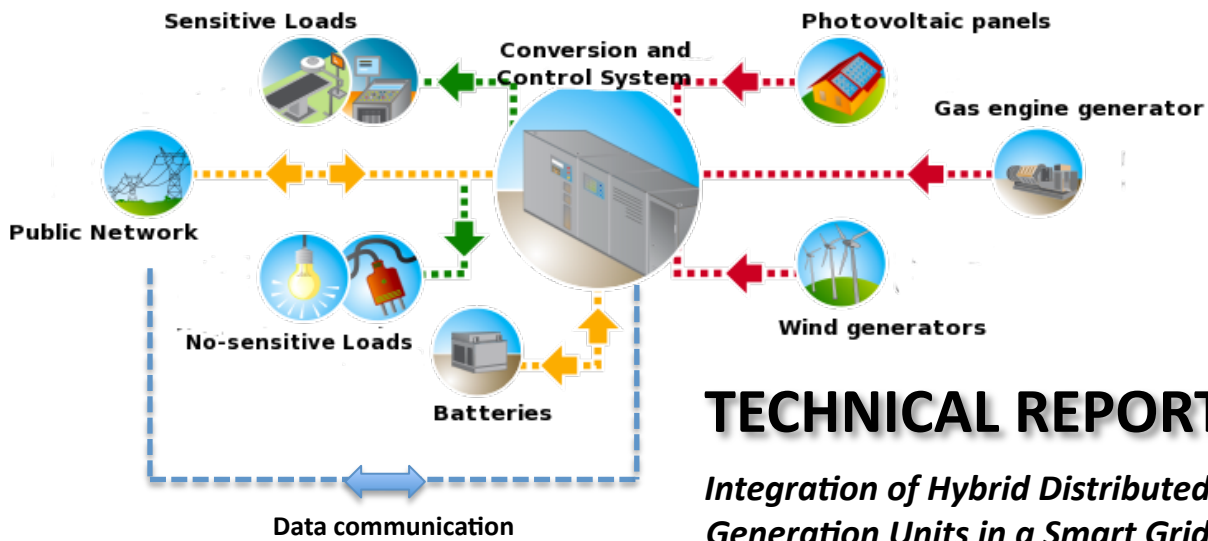 Sensitive Loads
Photovoltaic panels
Conversion and
Control System
Gas engine generator
Public Network
No-sensitive Loads
Wind generators
Batteries
TECHNICAL REPORT
Integration of Hybrid Distributed
Generation Units in a Smart Grid
Data communication